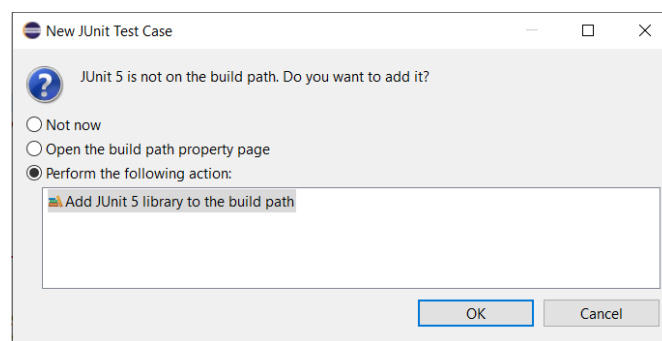 New JUnit Test Case
JUnit 5 is not on the build path. Do you want to add it?
Not now
Open the build path property page
Perform the following action:
Add JUnit 5 library to the build path
OK
Cancel